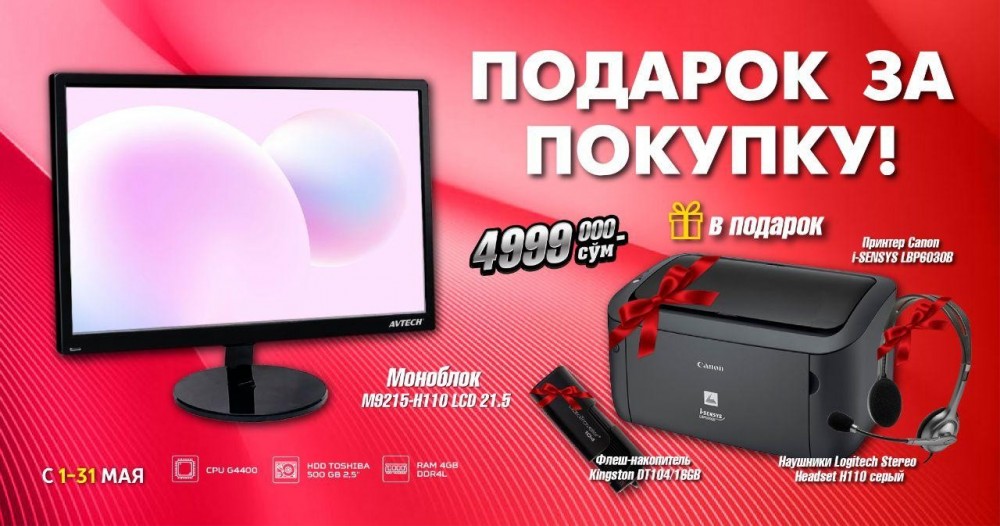 ПОДАРОК ЗА
ПОКУПКУ!
4999 000-
сўм
в подарок
Принтер Canon
i-SENSYS LBP6030B
AVTECH
Моноблок
M9215-H110 LCD 21.5
Canon
i-SENSYS
Флеш-накопитель
Kingston DT104/16GB
Наушники Logitech Stereo
Headset H110 серый
С 1-31 МАЯ
CPU G4400
HDD TOSHIBA
500 GB 2,5"
RAM 4GB
DDR4L